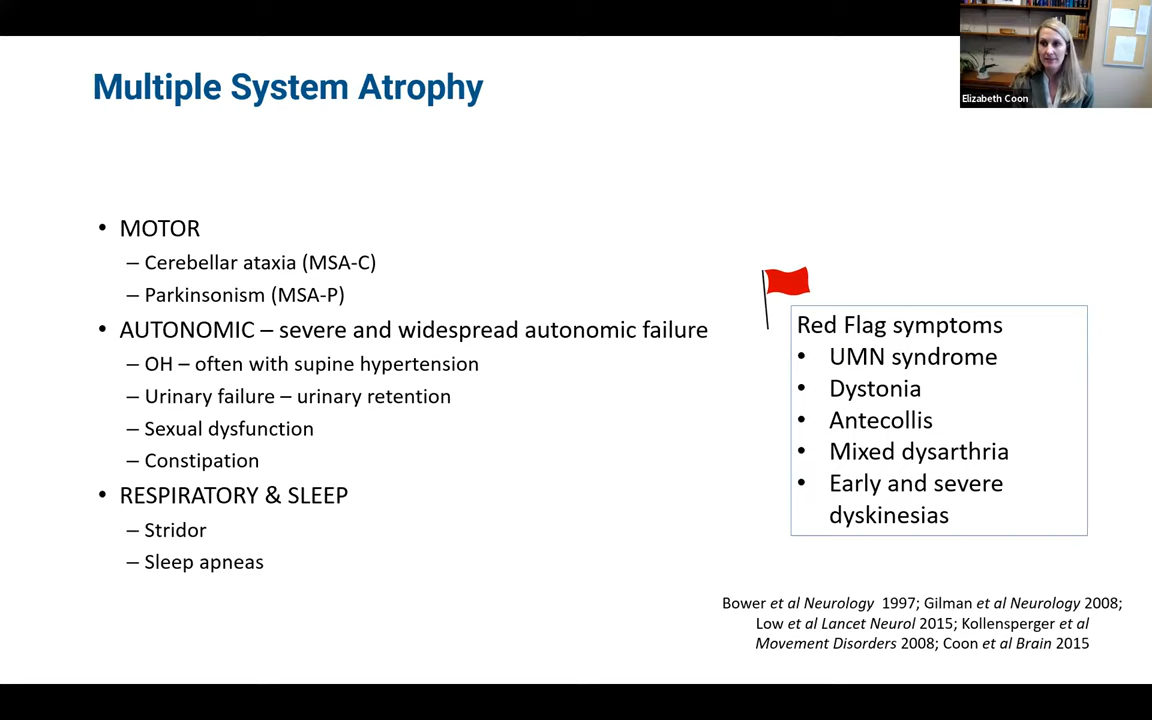 Multiple System Atrophy
Elizabeth Coon
• MOTOR
– Cerebellar ataxia (MSA-C)
– Parkinsonism (MSA-P)
• AUTONOMIC – severe and widespread autonomic failure
– OH – often with supine hypertension
– Urinary failure – urinary retention
– Sexual dysfunction
– Constipation
• RESPIRATORY & SLEEP
– Stridor
– Sleep apneas
Red Flag symptoms
• UMN syndrome
• Dystonia
• Antecollis
• Mixed dysarthria
• Early and severe
dyskinesias
Bower et al Neurology 1997; Gilman et al Neurology 2008;
Low et al Lancet Neurol 2015; Kollensperger et al
Movement Disorders 2008; Coon et al Brain 2015